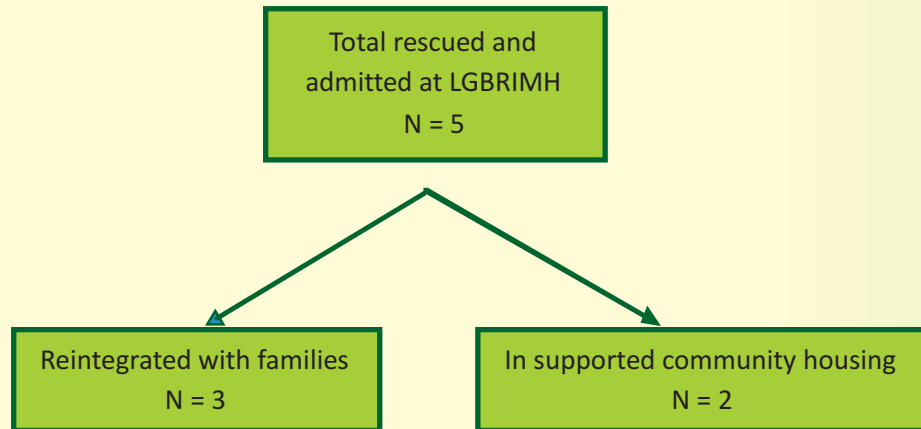 Total rescued and
admitted at LGBRIMH
N = 5
Reintegrated with families
N = 3
In supported community housing
N = 2